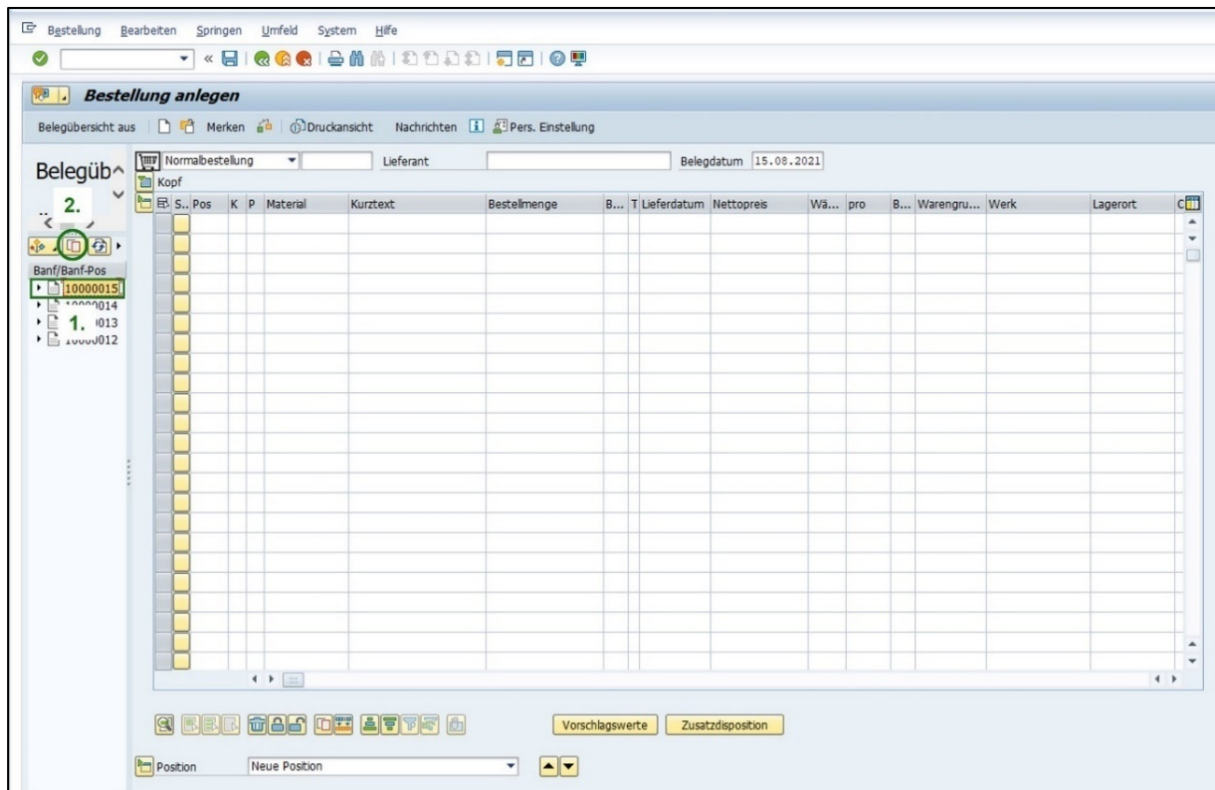 Bestellung Bearbeiten Springen Umfeld System Hilfe
Bestellung anlegen
Belegübersicht aus Merken Druckansicht Nachrichten Pers. Einstellung
Belegüb
Normalbestellung Lieferant Belegdatum 15.08.2021
Kopf
2.
S.. Pos K P Material Kurztext Bestellmenge B... T Lieferdatum Nettopreis Wä... pro B... Warengru... Werk Lagerort C
Banf/Banf-Pos
10000015
1.
10000012
Vorschlagswerte Zusatzdisposition
Position Neue Position